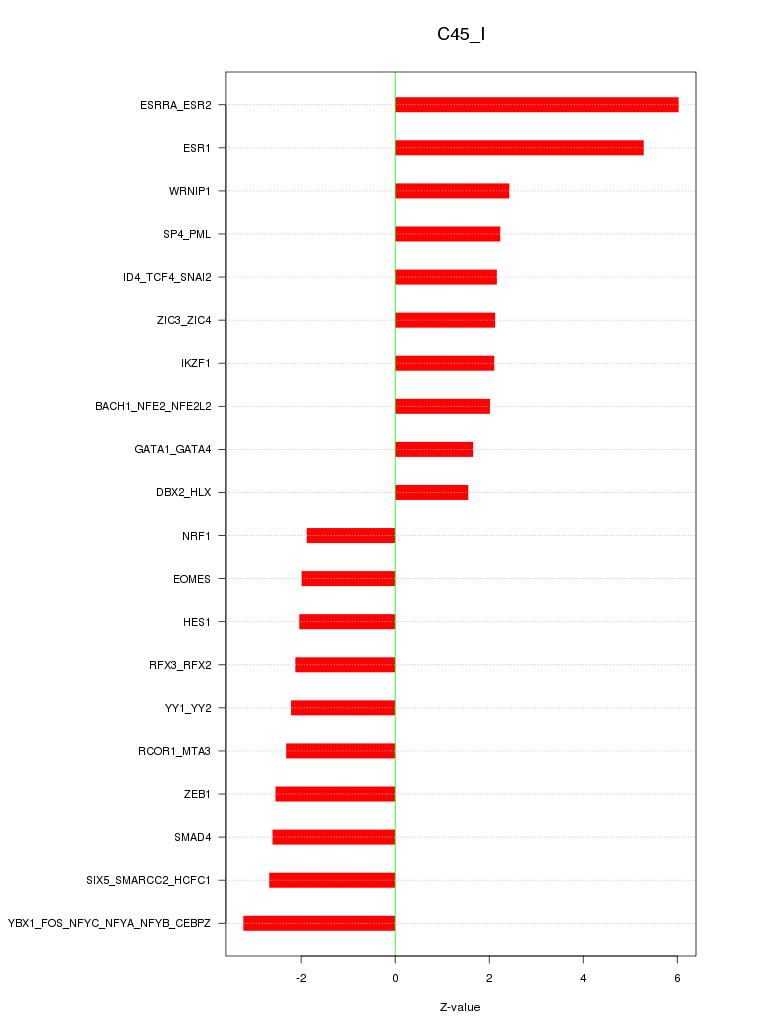 C45_I
ESRRA_ESR2
ESR1
WRNIP1
SP4_PML
ID4_TCF4_SNAI2
ZIC3_ZIC4
IKZF1
BACH1_NFE2_NFE2L2
GATA1_GATA4
DBX2_HLX
NRF1
EOMES
HES1
RFX3_RFX2
YY1_YY2
RCOR1_MTA3
ZEB1
SMAD4
SIX5_SMARCC2_HCFC1
YBX1_FOS_NFYC_NFYA_NFYB_CEBPZ
-2 0 2 4 6
Z-value